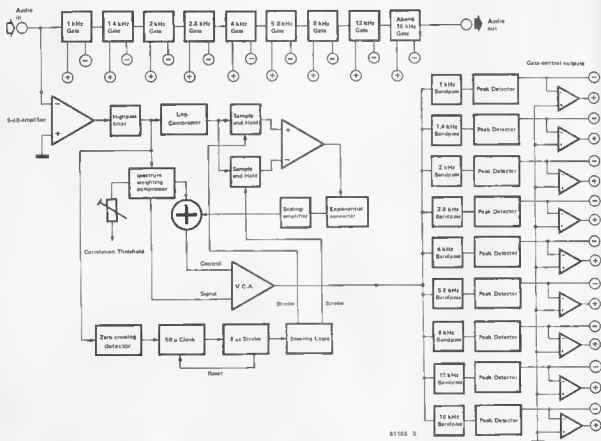 Audio in
1 kHz Gate
1.4 kHz Gate
2 kHz Gate
2.8 kHz Gate
4 kHz Gate
5.8 kHz Gate
8 kHz Gate
12 kHz Gate
Above 16 kHz Gate
Audio out
Gate-control outputs
Highpass filter
Log. Compressor
Sample and Hold
Sample and Hold
spectrum weighting compressor
Scaling-amplifier
Exponential converter
Correlation Threshold
Control
Signal
V.C.A.
Strobe
Strobe
Zero crossing detector
50 µ Clock
8 µs Strobe
Steering Logic
Reset
1 kHz Bandpass
Peak Detector
1.4 kHz Bandpass
Peak Detector
2 kHz Bandpass
Peak Detector
2.8 kHz Bandpass
Peak Detector
4 kHz Bandpass
Peak Detector
5.6 kHz Bandpass
Peak Detector
8 kHz Bandpass
Peak Detector
12 kHz Bandpass
Peak Detector
16 kHz Bandpass
Peak Detector